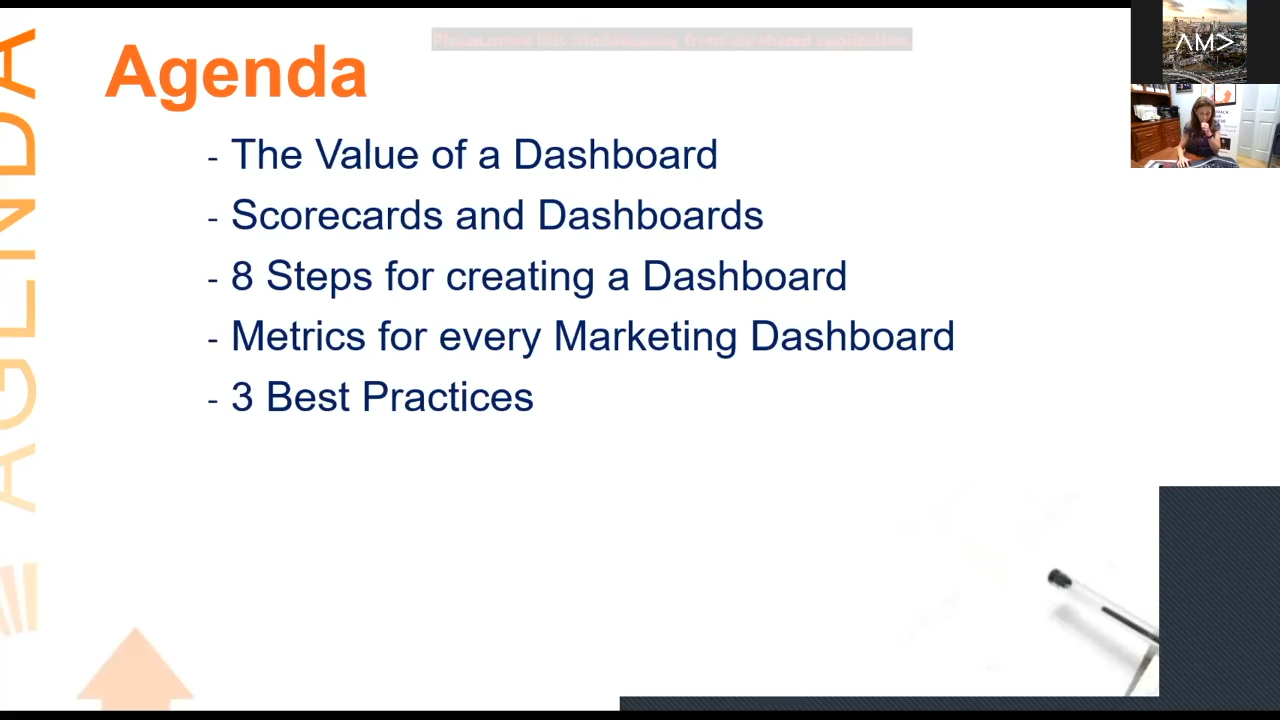 Agenda
- The Value of a Dashboard
- Scorecards and Dashboards
- 8 Steps for creating a Dashboard
- Metrics for every Marketing Dashboard
- 3 Best Practices
AGENDA